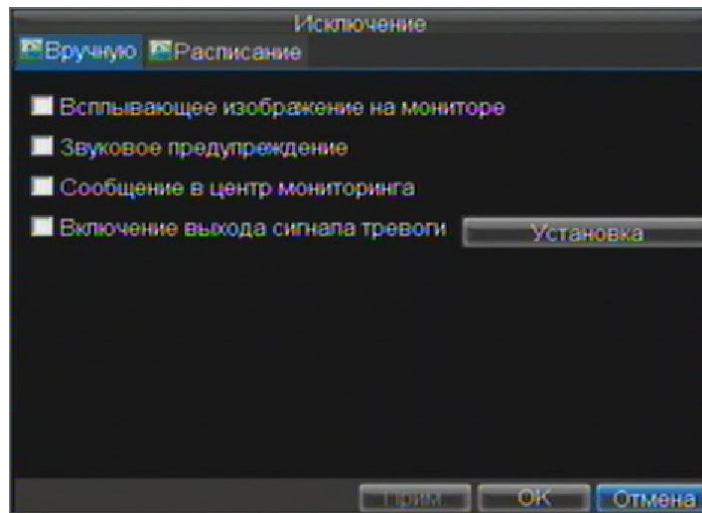 Исключение
Вручную Расписание
Всплывающее изображение на мониторе
Звуковое предупреждение
Сообщение в центр мониторинга
Включение выхода сигнала тревоги Установка
Прим. OK Отмена